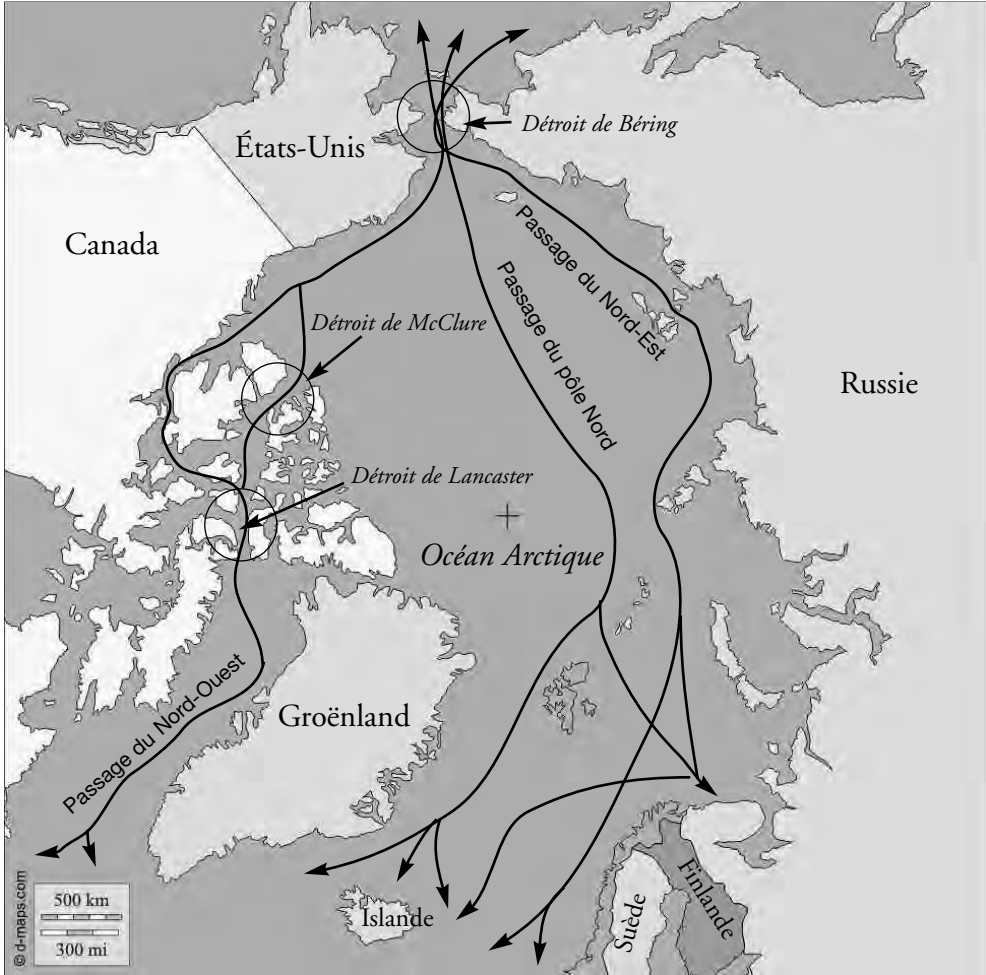 Détroit de Béring
États-Unis
Canada
Passage du Nord-Est
Passage du pôle Nord
Détroit de McClure
Russie
Détroit de Lancaster
Océan Arctique
Passage du Nord-Ouest
Groënland
Islande
Suède
Finlande
500 km
300 mi
© d-maps.com